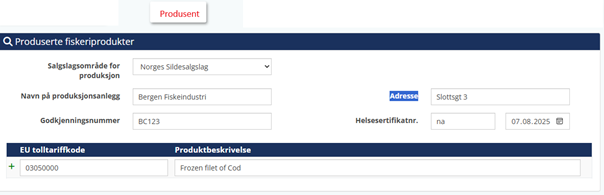 Produsent
Produserte fiskeriprodukter
Salgslagsområde for produksjon
Norges Sildesalgslag
Navn på produksjonsanlegg
Bergen Fiskeindustri
Adresse
Slottsgt 3
Godkjenningsnummer
BC123
Helsesertifikatnr.
na
07.08.2025
EU tolltariffkode
Produktbeskrivelse
03050000
Frozen filet of Cod